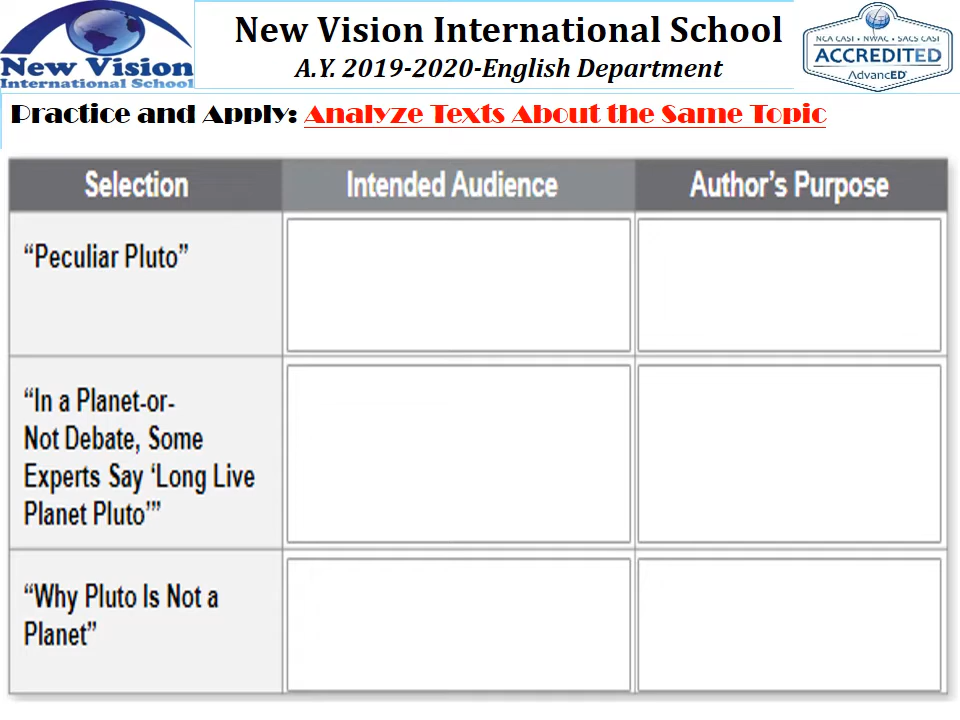 New Vision
International School
New Vision International School
A.Y. 2019-2020-English Department
NCA CASI • NWAC • SACS CASI
ACCREDITED
AdvancED
Practice and Apply: Analyze Texts About the Same Topic
Selection
Intended Audience
Author's Purpose
“Peculiar Pluto”
“In a Planet-or-
Not Debate, Some
Experts Say ‘Long Live
Planet Pluto’”
“Why Pluto Is Not a
Planet”